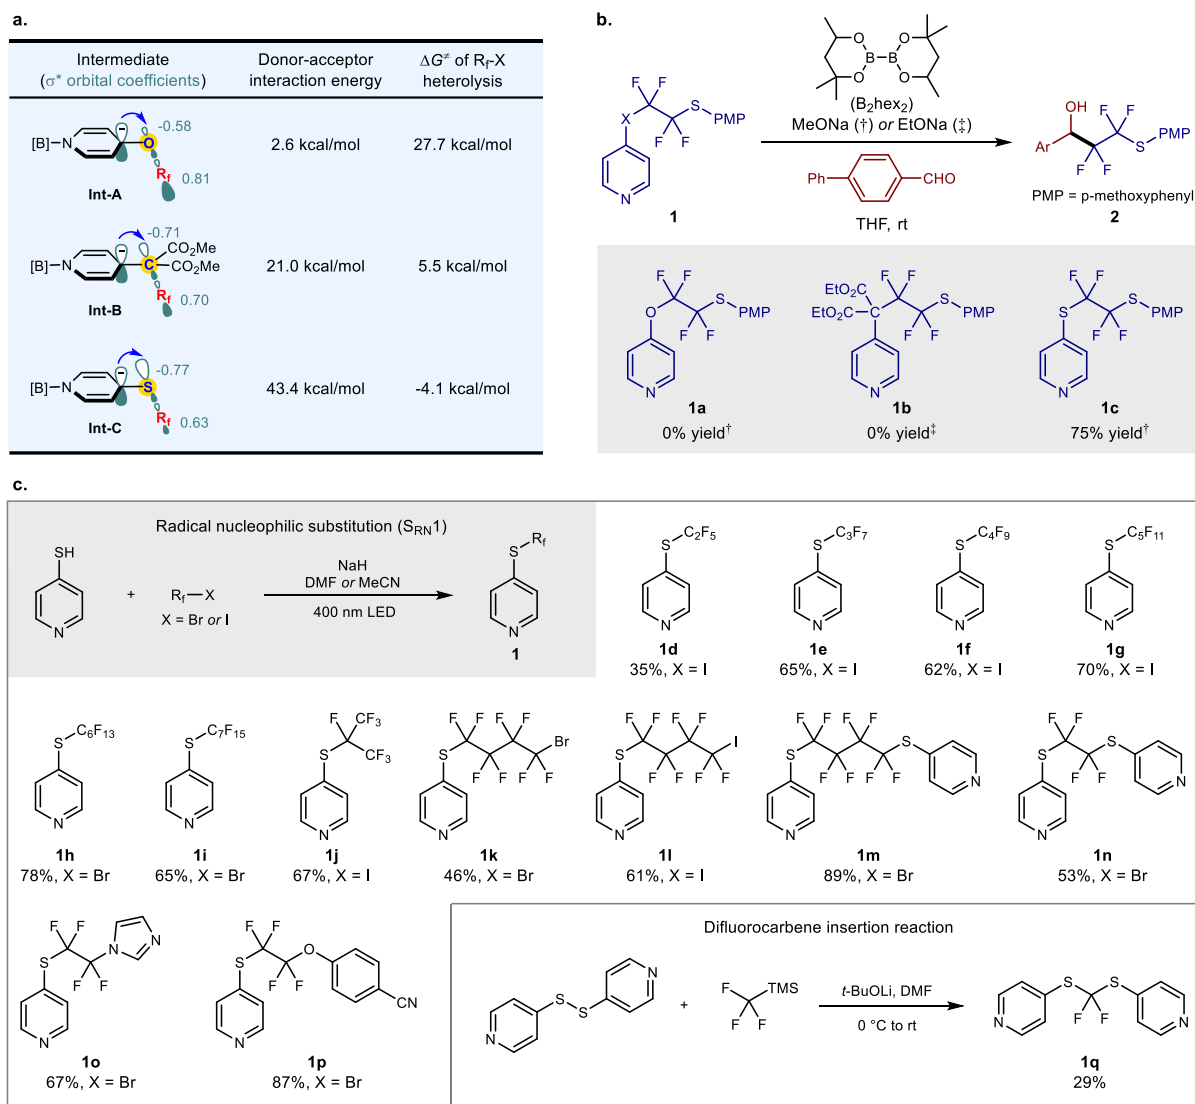 a.
Intermediate
(σ* orbital coefficients)
Donor-acceptor
interaction energy
ΔG≠ of Rf-X
heterolysis
[B]
N
−
O
-0.58
Rf
0.81
Int-A
2.6 kcal/mol
27.7 kcal/mol
[B]
N
−
C
-0.71
CO2Me
CO2Me
Rf
0.70
Int-B
21.0 kcal/mol
5.5 kcal/mol
[B]
N
−
S
-0.77
Rf
0.63
Int-C
43.4 kcal/mol
-4.1 kcal/mol
b.
F F
X S PMP
F F
N
1
O O
B B
O O
(B2hex2)
MeONa (†) or EtONa (‡)
Ph CHO
THF, rt
OH F F
Ar S PMP
F F
PMP = p-methoxyphenyl
2
F F
O S PMP
F F
N
1a
0% yield†
EtO2C F F
EtO2C S PMP
F F
N
1b
0% yield‡
F F
S S PMP
F F
N
1c
75% yield†
c.
Radical nucleophilic substitution (SRN1)
SH
N
+
Rf X
X = Br or I
NaH
DMF or MeCN
400 nm LED
S Rf
N
1
S C2F5
N
1d
35%, X = I
S C3F7
N
1e
65%, X = I
S C4F9
N
1f
62%, X = I
S C5F11
N
1g
70%, X = I
S C6F13
N
1h
78%, X = Br
S C7F15
N
1i
65%, X = Br
F CF3
S CF3
N
1j
67%, X = I
F F F F
S Br
F F F F
N
1k
46%, X = Br
F F F F
S I
F F F F
N
1l
61%, X = I
F F F F
S S
F F F F
N N
1m
89%, X = Br
F F
S S
F F
N N
1n
53%, X = Br
F F
S N N
F F
N
1o
67%, X = Br
F F
S O
F F
CN
N
1p
87%, X = Br
Difluorocarbene insertion reaction
N
S
S
N
+
F TMS
F F
t-BuOLi, DMF
0 °C to rt
S S
F F
N N
1q
29%